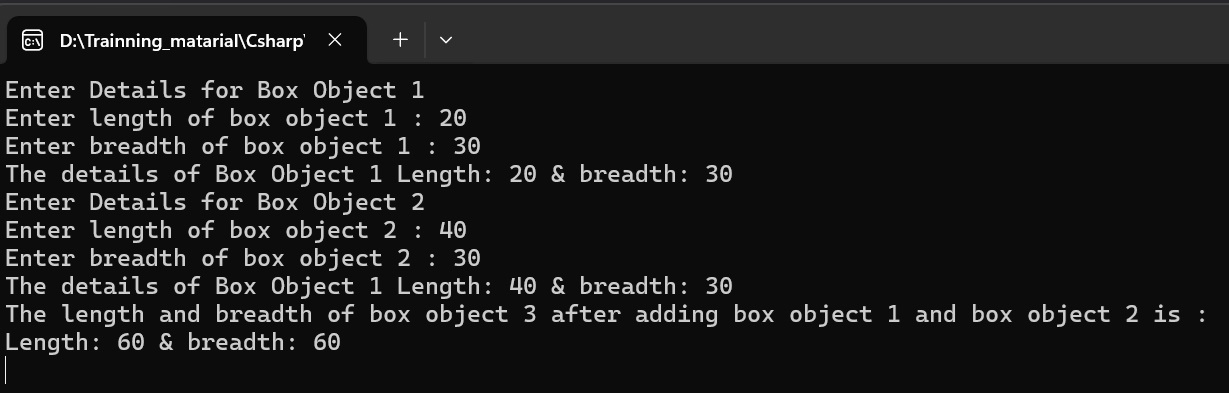 D:\Trainning_matarial\Csharp
Enter Details for Box Object 1
Enter length of box object 1 : 20
Enter breadth of box object 1 : 30
The details of Box Object 1 Length: 20 & breadth: 30
Enter Details for Box Object 2
Enter length of box object 2 : 40
Enter breadth of box object 2 : 30
The details of Box Object 1 Length: 40 & breadth: 30
The length and breadth of box object 3 after adding box object 1 and box object 2 is :
Length: 60 & breadth: 60